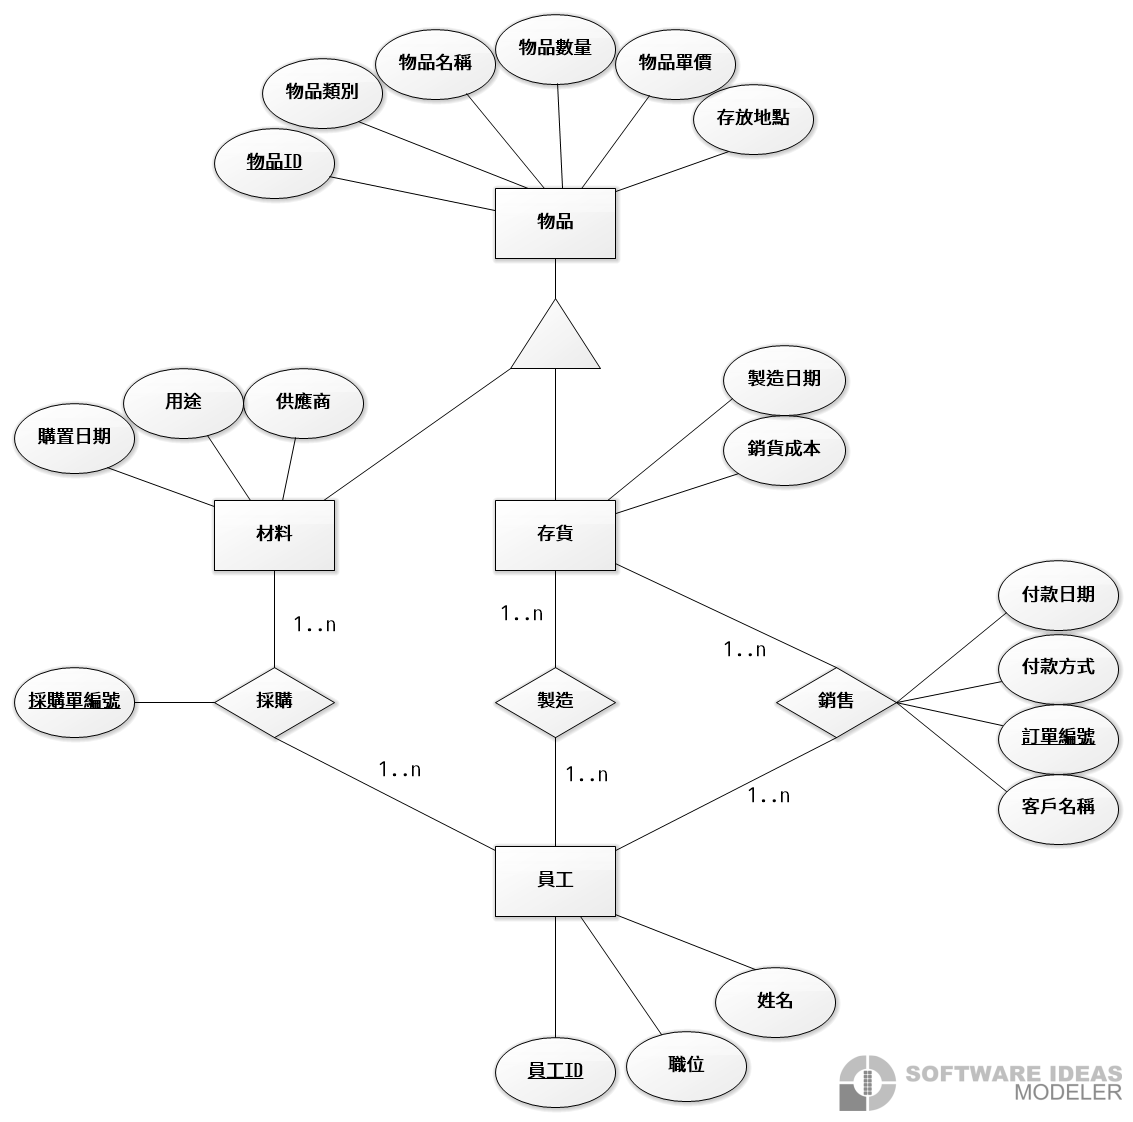 物品數量
物品名稱
物品單價
物品類別
存放地點
物品ID
物品
製造日期
用途
供應商
購置日期
銷貨成本
材料
存貨
付款日期
1..n
1..n
1..n
付款方式
採購單編號
採購
製造
銷售
訂單編號
1..n
1..n
1..n
客戶名稱
員工
姓名
職位
員工ID
SOFTWARE IDEAS
MODELER